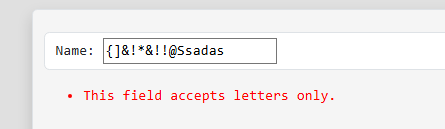 Name: {]&!*&!!@Ssadas
This field accepts letters only.